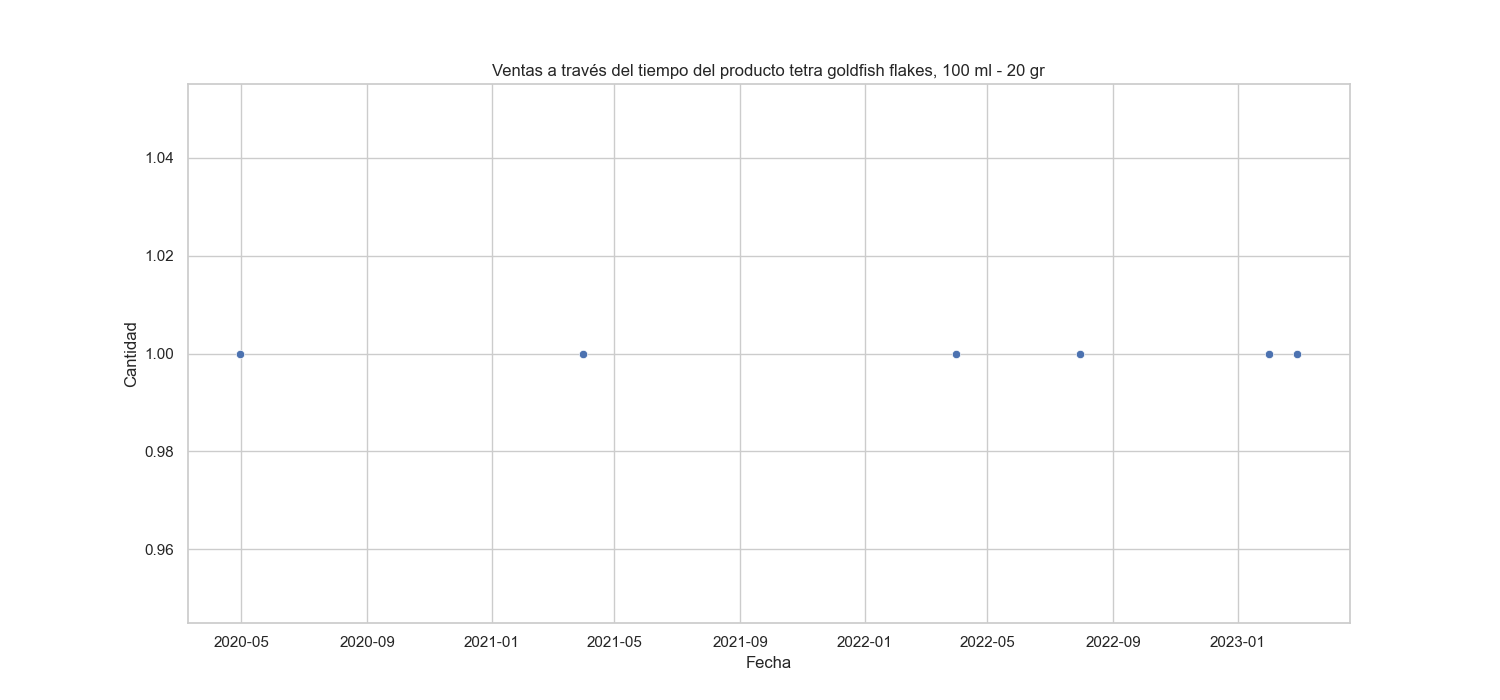 Ventas a través del tiempo del producto tetra goldfish flakes, 100 ml - 20 gr
1.04
1.02
1.00
0.98
0.96
Cantidad
2020-05 2020-09 2021-01 2021-05 2021-09 2022-01 2022-05 2022-09 2023-01
Fecha